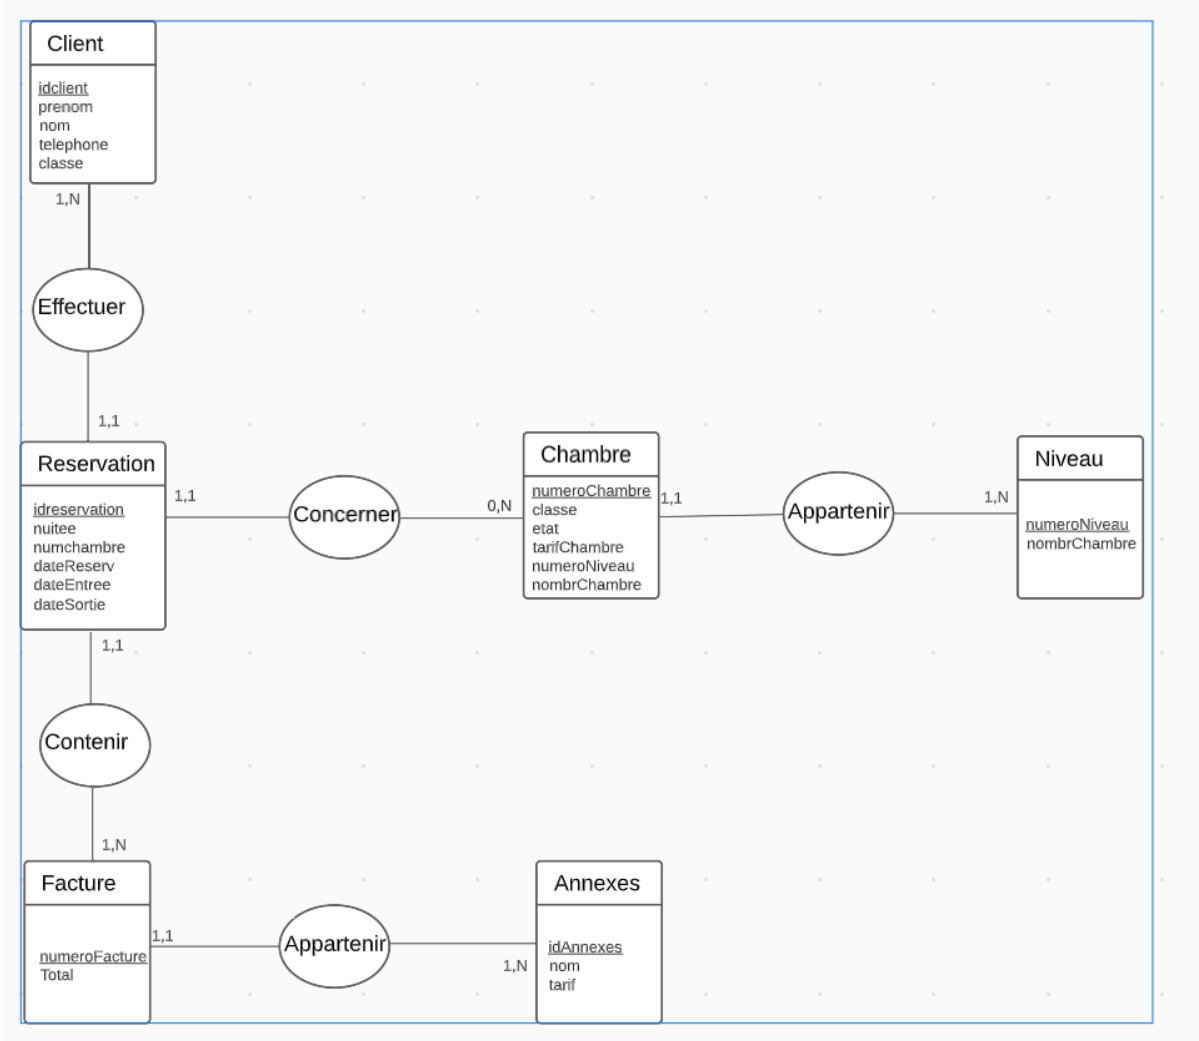 Client
idclient
prenom
nom
telephone
classe
1,N
Effectuer
1,1
Reservation
idreservation
nuitee
numchambre
dateReserv
dateEntree
dateSortie
1,1
Concerner
0,N
Chambre
numeroChambre
classe
etat
tarifChambre
numeroNiveau
nombrChambre
1,1
Appartenir
1,N
Niveau
numeroNiveau
nombrChambre
1,1
Contenir
1,N
Facture
numeroFacture
Total
1,1
Appartenir
1,N
Annexes
idAnnexes
nom
tarif